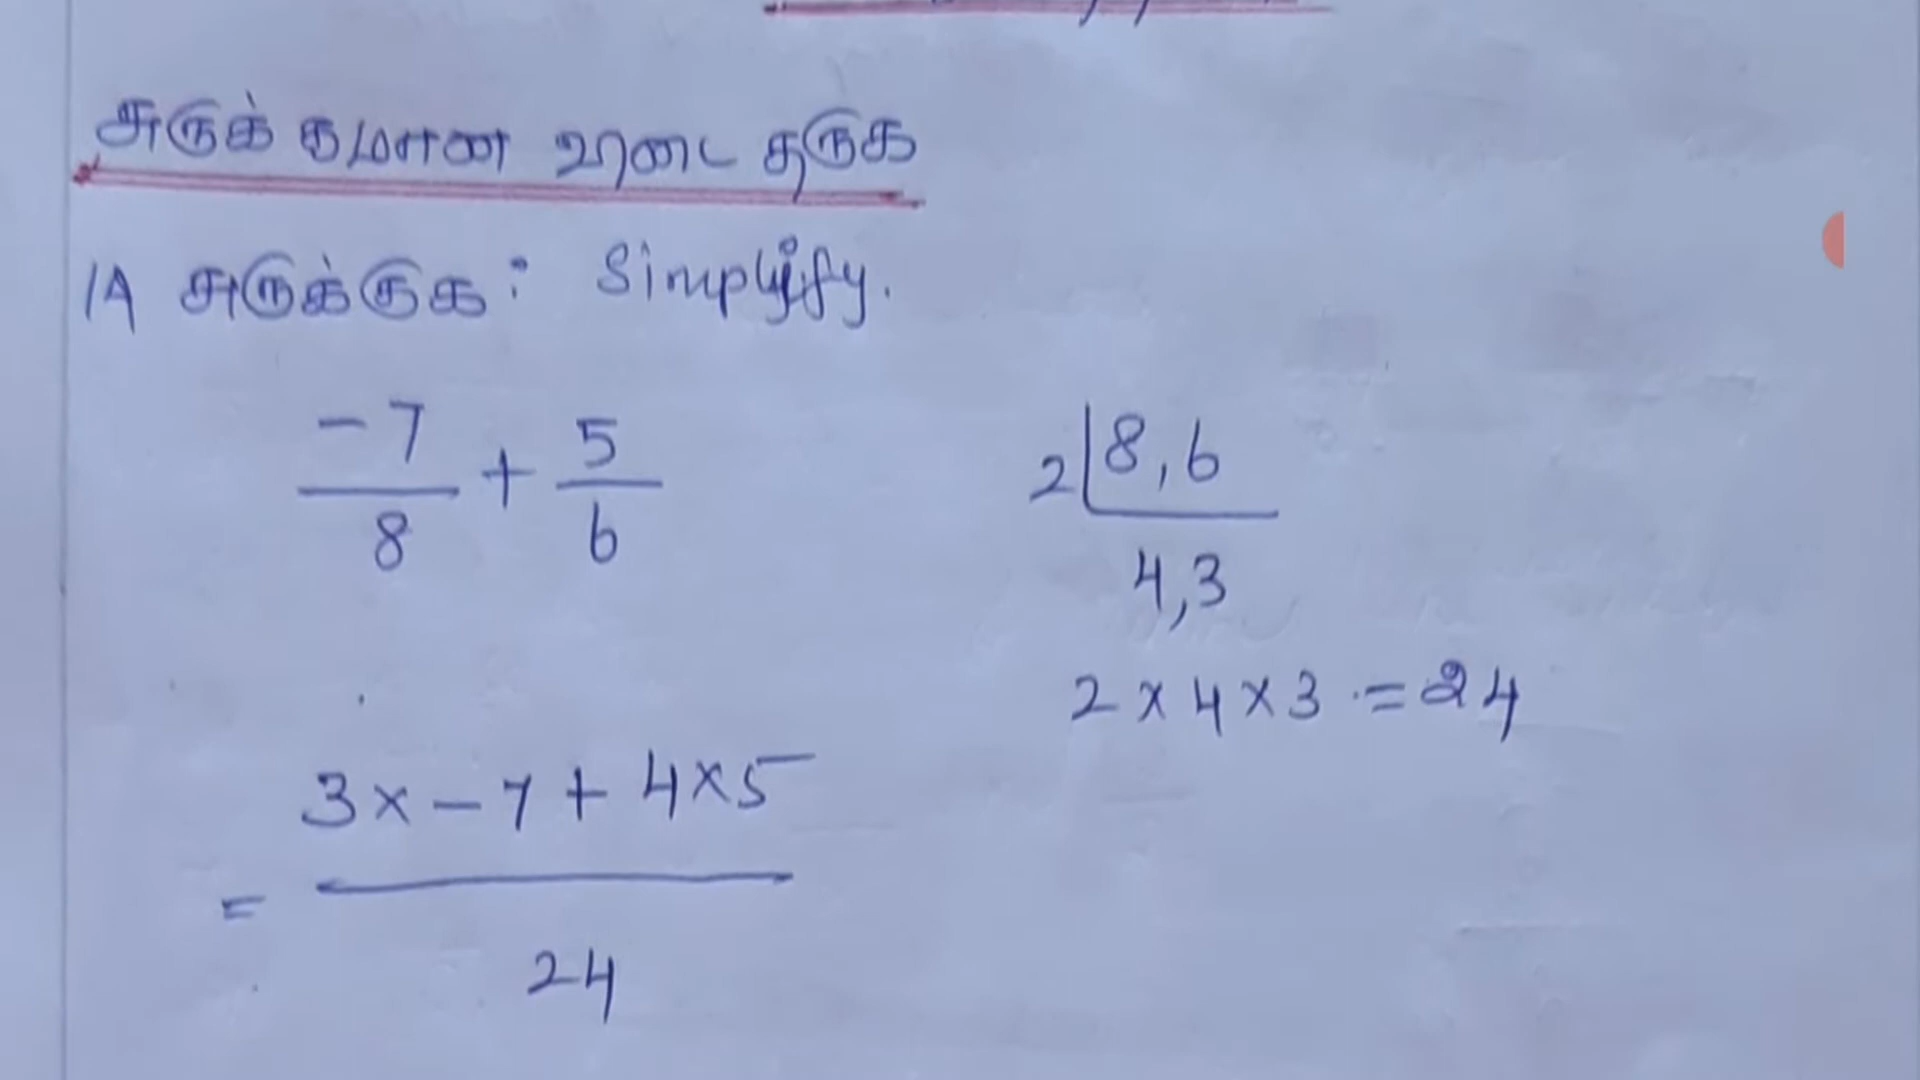 சுருக்கமான விடை தருக
1A சுருக்குக: Simplify.
-7/8 + 5/6
2 | 8, 6
4, 3
2 x 4 x 3 = 24
= 3 x - 7 + 4 x 5 / 24